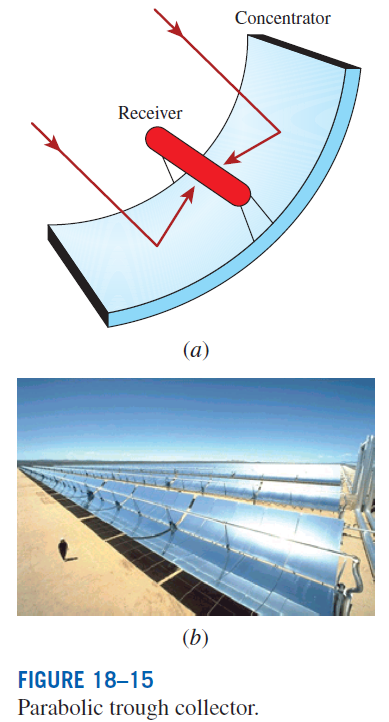 Concentrator
Receiver
(a)
(b)
FIGURE 18–15
Parabolic trough collector.